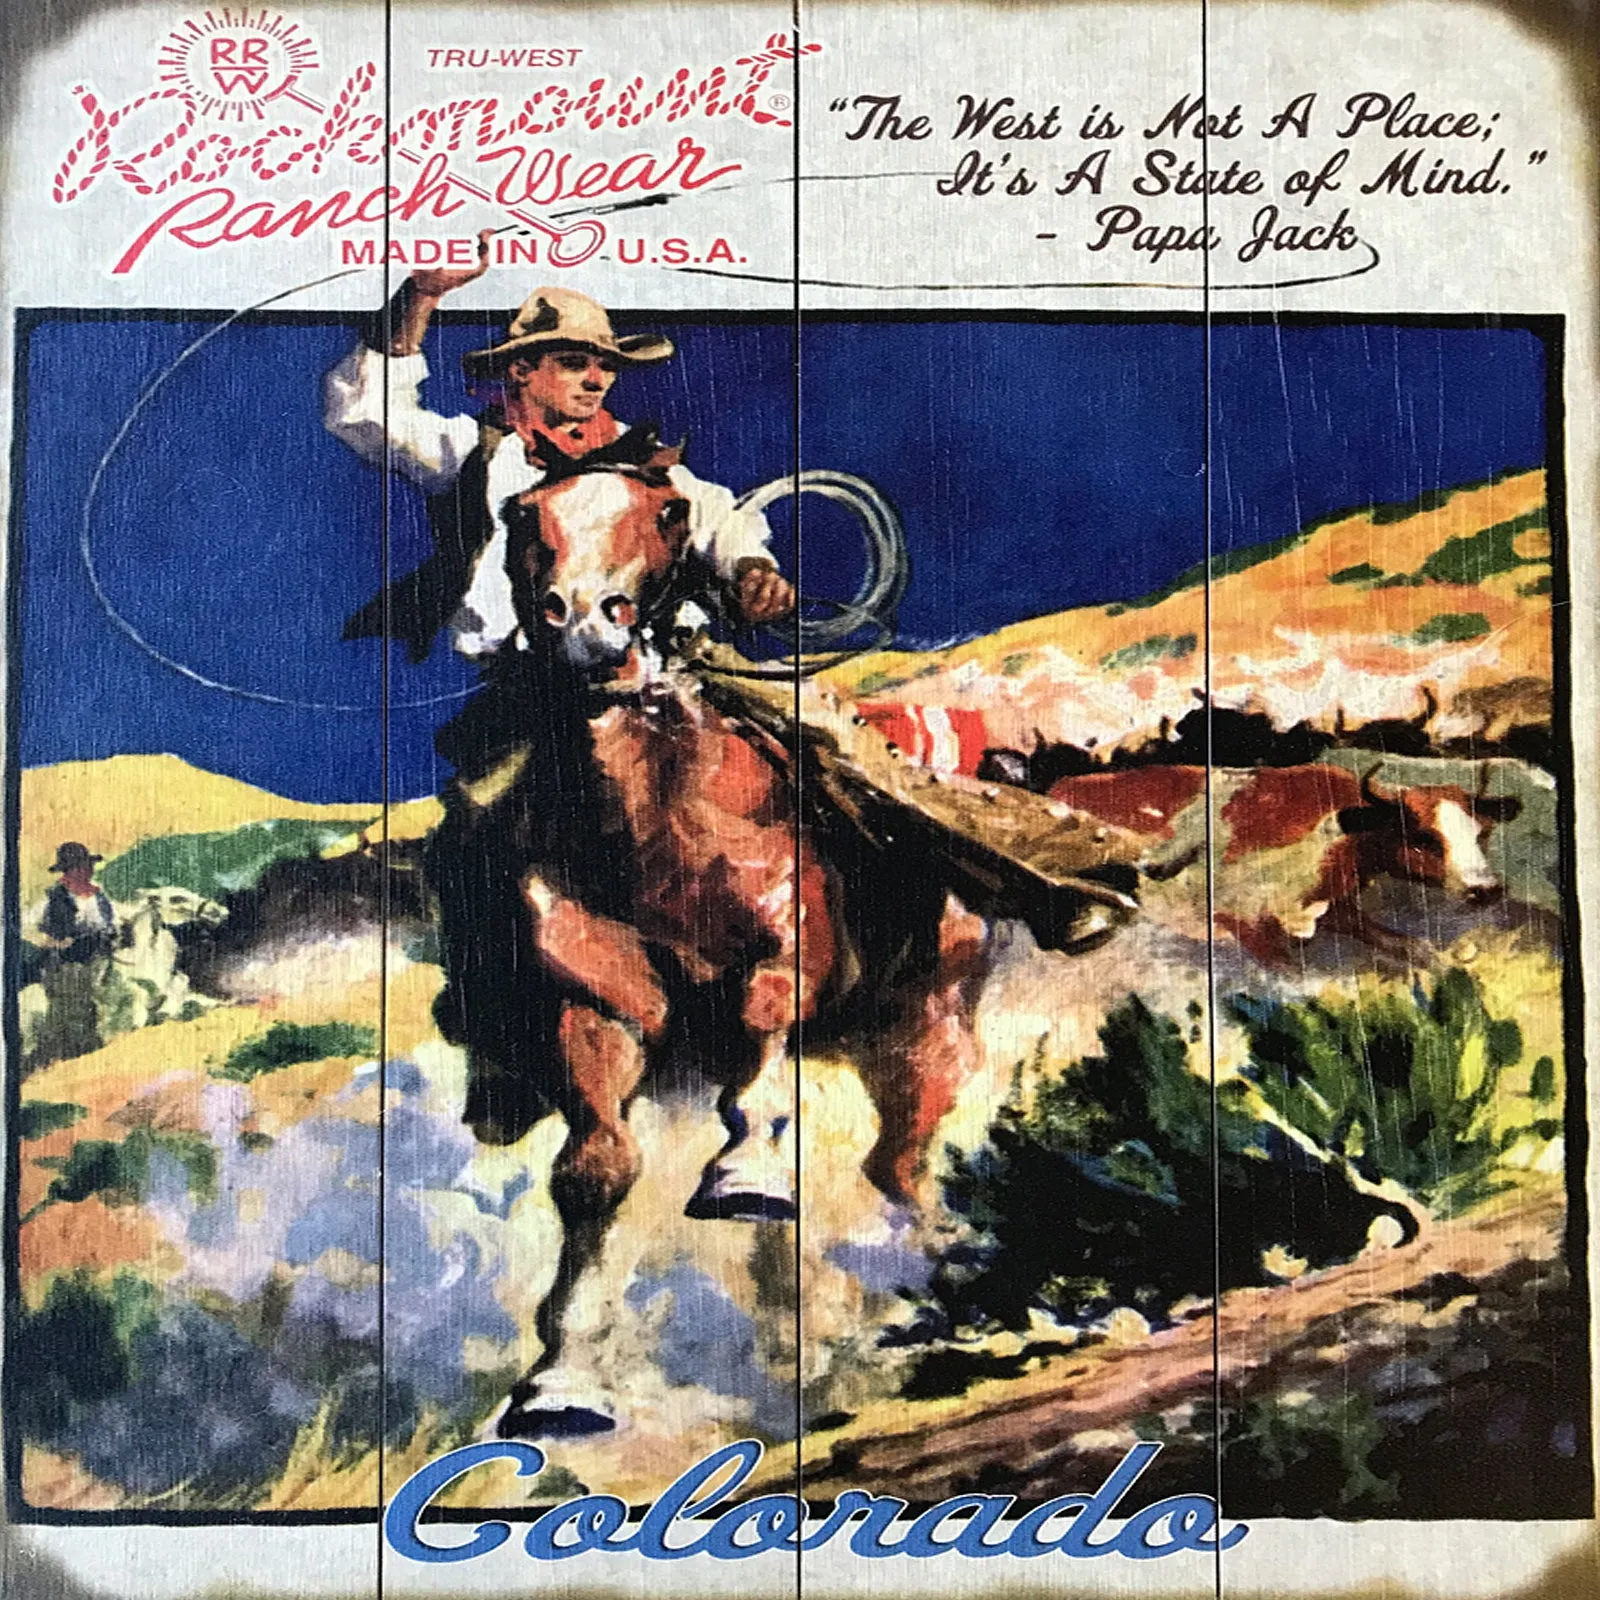 RR
W
TRU-WEST
Rockmount®
Ranch Wear
MADE IN U.S.A.
“The West is Not A Place;
It's A State of Mind.”
- Papa Jack
Colorado